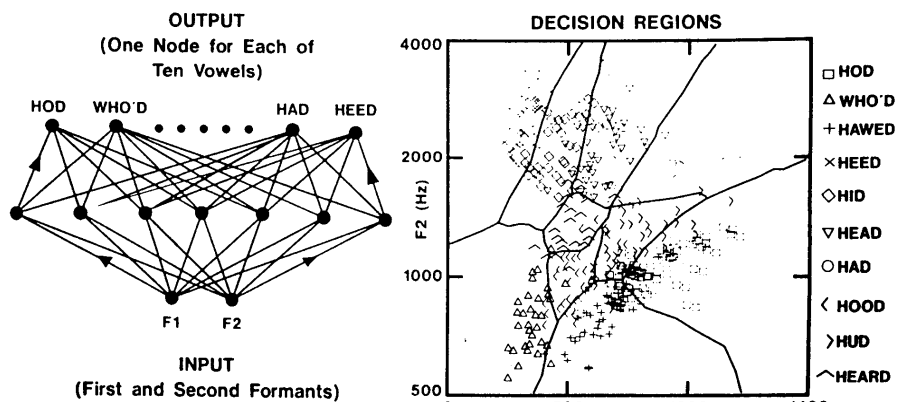 OUTPUT
(One Node for Each of
Ten Vowels)
HOD WHO'D HAD HEED
F1 F2
INPUT
(First and Second Formants)
DECISION REGIONS
4000
2000
1000
500
F2 (Hz)
HOD
WHO'D
HAWED
HEED
HID
HEAD
HAD
HOOD
HUD
HEARD